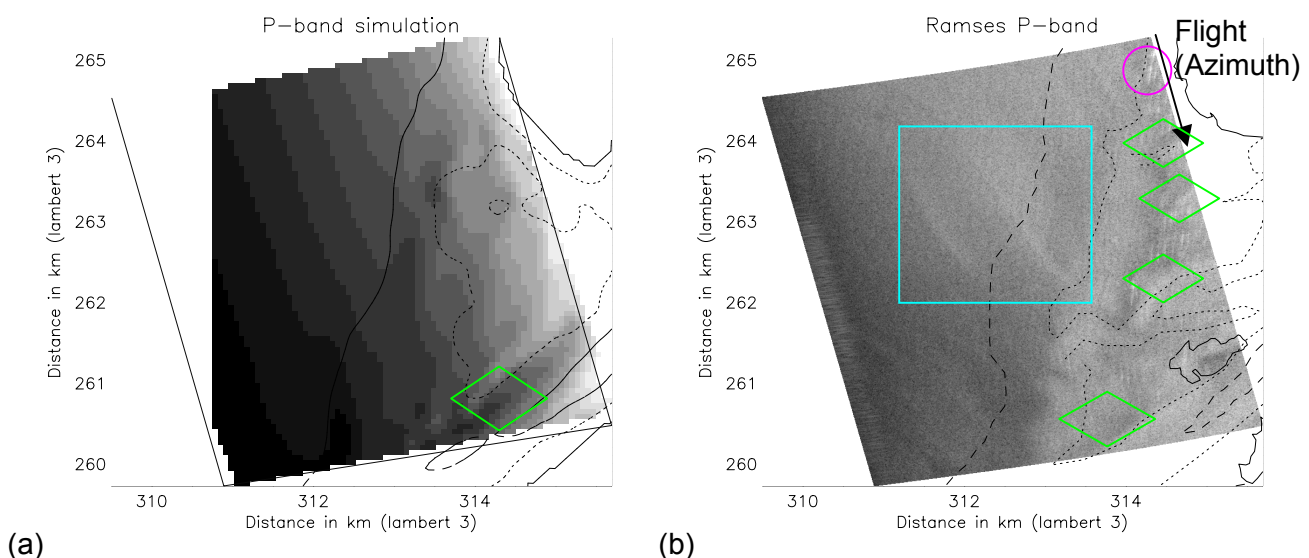 P-band simulation
265
264
263
262
261
260
310
312
314
Distance in km (lambert 3)
Distance in km (lambert 3)
(a)
Ramses P-band
Flight
(Azimuth)
265
264
263
262
261
260
310
312
314
Distance in km (lambert 3)
Distance in km (lambert 3)
(b)